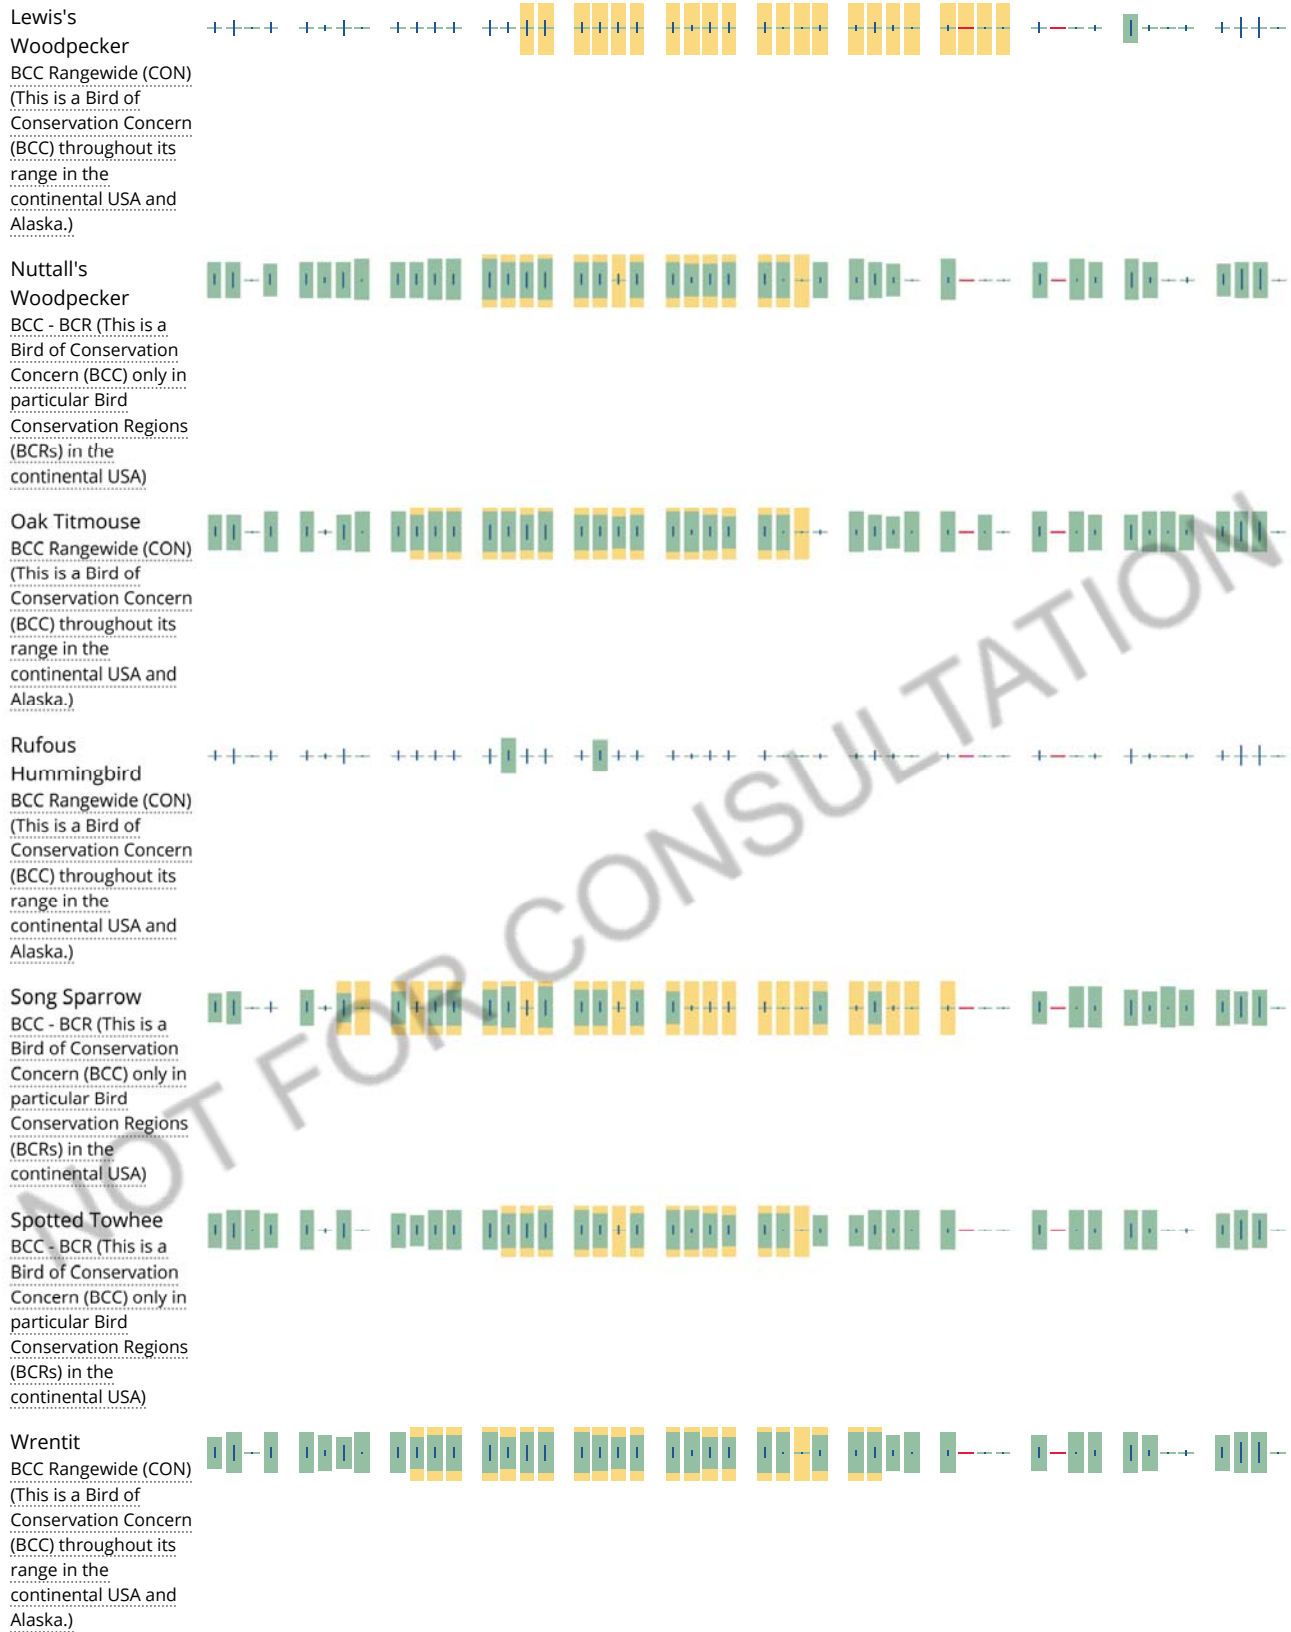 Lewis's
Woodpecker
BCC Rangewide (CON)
(This is a Bird of
Conservation Concern
(BCC) throughout its
range in the
continental USA and
Alaska.)
Nuttall's
Woodpecker
BCC - BCR (This is a
Bird of Conservation
Concern (BCC) only in
particular Bird
Conservation Regions
(BCRs) in the
continental USA)
Oak Titmouse
BCC Rangewide (CON)
(This is a Bird of
Conservation Concern
(BCC) throughout its
range in the
continental USA and
Alaska.)
Rufous
Hummingbird
BCC Rangewide (CON)
(This is a Bird of
Conservation Concern
(BCC) throughout its
range in the
continental USA and
Alaska.)
Song Sparrow
BCC - BCR (This is a
Bird of Conservation
Concern (BCC) only in
particular Bird
Conservation Regions
(BCRs) in the
continental USA)
Spotted Towhee
BCC - BCR (This is a
Bird of Conservation
Concern (BCC) only in
particular Bird
Conservation Regions
(BCRs) in the
continental USA)
Wrentit
BCC Rangewide (CON)
(This is a Bird of
Conservation Concern
(BCC) throughout its
range in the
continental USA and
Alaska.)
NOT FOR CONSULTATION